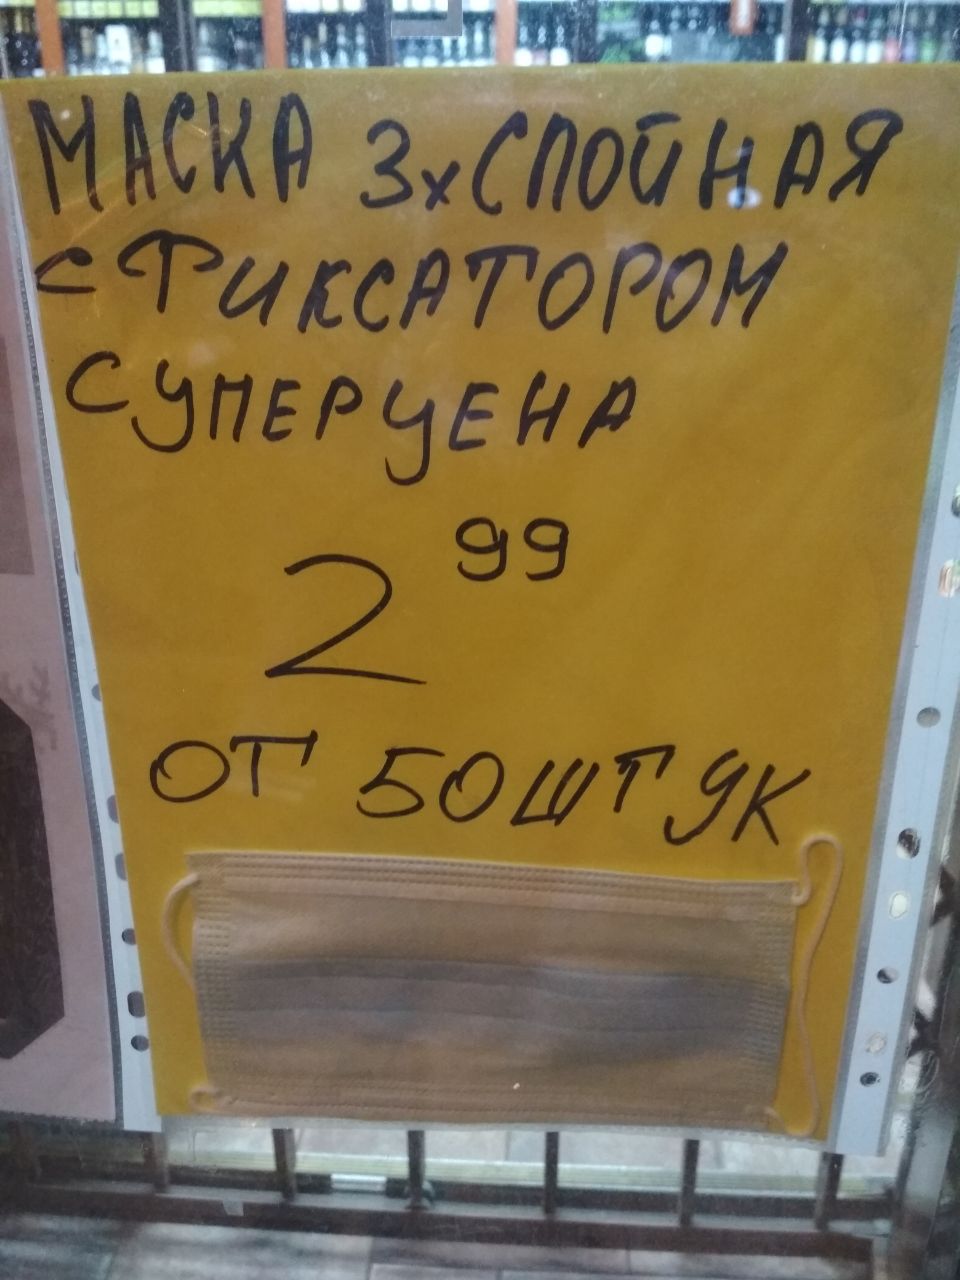 МАСКА 3х СЛОЙНАЯ
С ФИКСАТОРОМ
СУПЕРЦЕНА
2 99
ОТ 50 ШТУК